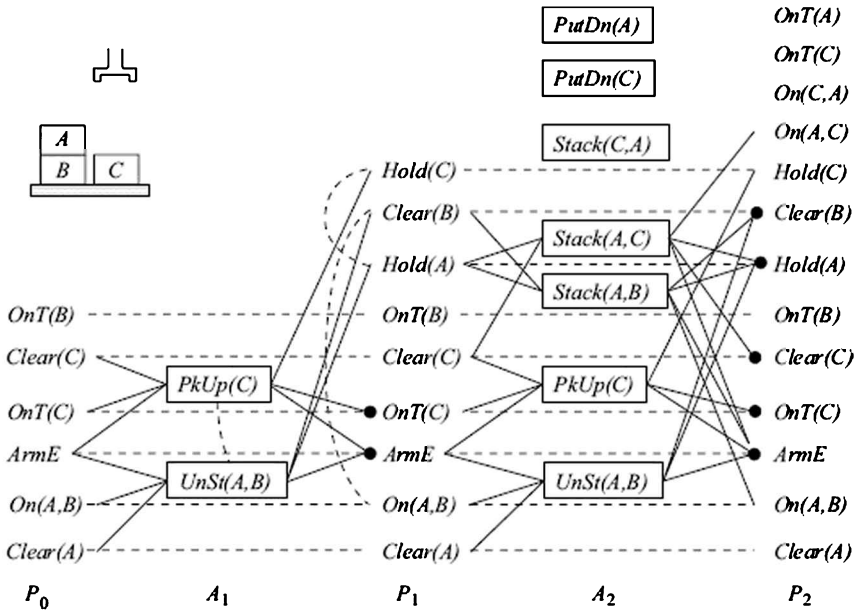 PutDn(A) OnT(A)
OnT(C)
PutDn(C)
On(C,A)
A Stack(C,A) On(A,C)
B C Hold(C) Hold(C)
Clear(B) Clear(B)
Stack(A,C)
Hold(A) Hold(A)
Stack(A,B)
OnT(B) OnT(B) OnT(B)
Clear(C) Clear(C) Clear(C)
PkUp(C) PkUp(C)
OnT(C) OnT(C) OnT(C)
ArmE ArmE ArmE
UnSt(A,B) UnSt(A,B)
On(A,B) On(A,B) On(A,B)
Clear(A) Clear(A) Clear(A)
P0 A1 P1 A2 P2